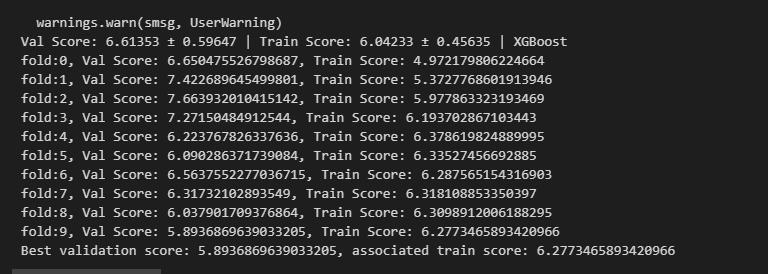 warnings.warn(smsg, UserWarning)
Val Score: 6.61353 ± 0.59647 | Train Score: 6.04233 ± 0.45635 | XGBoost
fold:0, Val Score: 6.650475526798687, Train Score: 4.972179806224664
fold:1, Val Score: 7.422689645499801, Train Score: 5.3727768601913946
fold:2, Val Score: 7.663932010415142, Train Score: 5.977863323193469
fold:3, Val Score: 7.27150484912544, Train Score: 6.193702867103443
fold:4, Val Score: 6.223767826337636, Train Score: 6.378619824889995
fold:5, Val Score: 6.090286371739084, Train Score: 6.33527456692885
fold:6, Val Score: 6.5637552277036715, Train Score: 6.287565154316903
fold:7, Val Score: 6.31732102893549, Train Score: 6.318108853350397
fold:8, Val Score: 6.037901709376864, Train Score: 6.3098912006188295
fold:9, Val Score: 5.8936869639033205, Train Score: 6.2773465893420966
Best validation score: 5.8936869639033205, associated train score: 6.2773465893420966